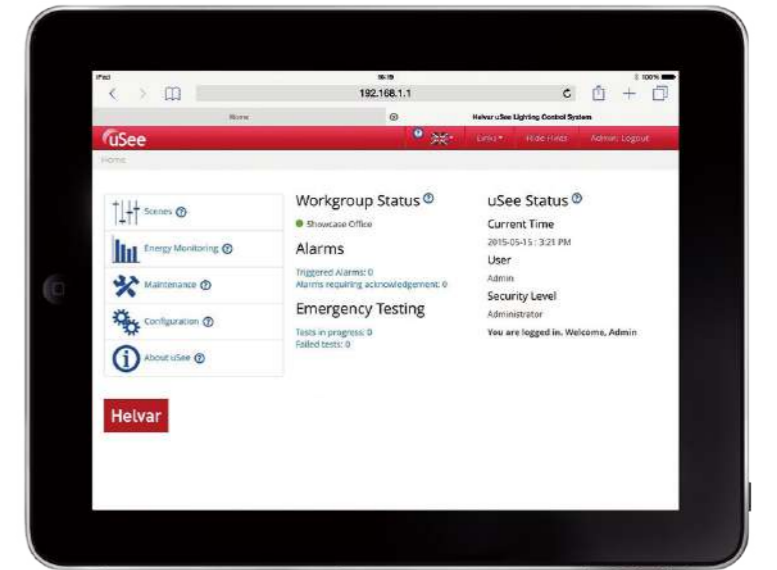 iPad
16:19
100%
192.168.1.1
Home
Helvar uSee Lighting Control System
uSee
Links
Hide Hints
Admin: Logout
Home
Scenes
Energy Monitoring
Maintenance
Configuration
About uSee
Helvar
Workgroup Status
Showcase Office
Alarms
Triggered Alarms: 0
Alarms requiring acknowledgement: 0
Emergency Testing
Tests in progress: 0
Failed tests: 0
uSee Status
Current Time
2015-05-15 : 3:21 PM
User
Admin
Security Level
Administrator
You are logged in. Welcome, Admin